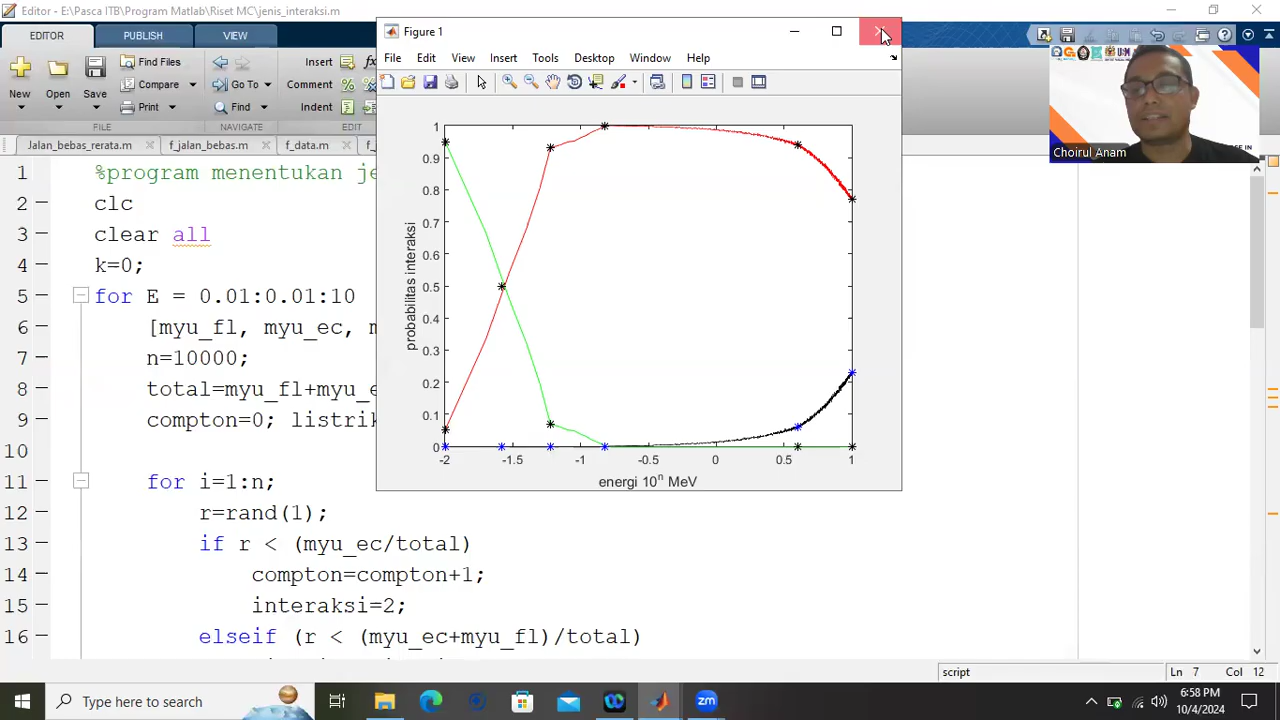 Editor - E:\Pasca ITB\Program Matlab\Riset MC\jenis_interaksi.m
EDITOR
PUBLISH
VIEW
New
Open
Save
Find Files
Compare
Print
FILE
Go To
Find
NAVIGATE
Insert
Comment
Indent
EDIT
Jalan_bebas_rerata.m
f_jalan_bebas.m
f_data.m
1 %program menentukan je
2 clc
3 clear all
4 k=0;
5 for E = 0.01:0.01:10
6 [myu_fl, myu_ec, m
7 n=10000;
8 total=myu_fl+myu_e
9 compton=0; listrik
10
11 for i=1:n;
12 r=rand(1);
13 if r < (myu_ec/total)
14 compton=compton+1;
15 interaksi=2;
16 elseif (r < (myu_ec+myu_fl)/total)
Figure 1
File Edit View Insert Tools Desktop Window Help
probabilitas interaksi
1
0.9
0.8
0.7
0.6
0.5
0.4
0.3
0.2
0.1
0
-2 -1.5 -1 -0.5 0 0.5 1
energi 10^n MeV
Choirul Anam
script
Ln 7 Col 12
Type here to search
zm
6:58 PM
10/4/2024